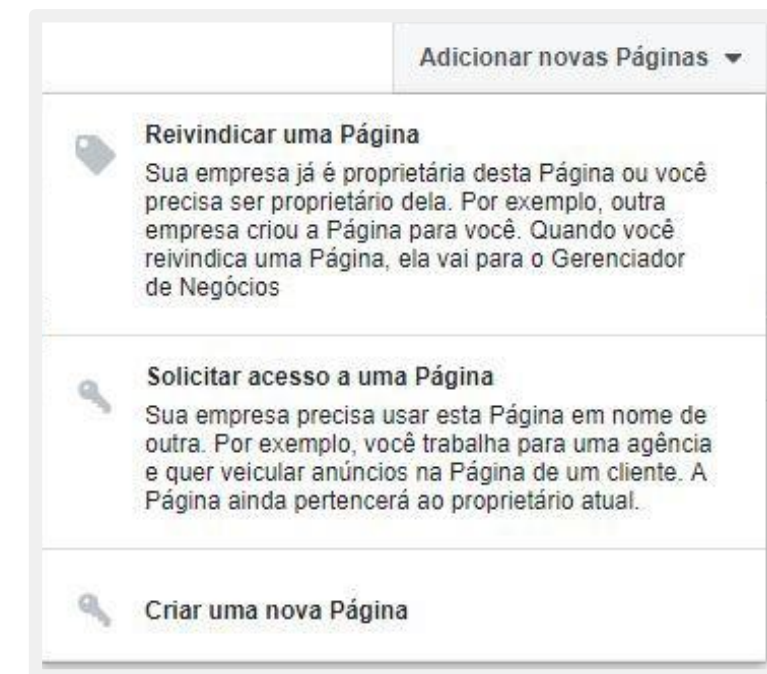 Adicionar novas Páginas
Reivindicar uma Página
Sua empresa já é proprietária desta Página ou você
precisa ser proprietário dela. Por exemplo, outra
empresa criou a Página para você. Quando você
reivindica uma Página, ela vai para o Gerenciador
de Negócios
Solicitar acesso a uma Página
Sua empresa precisa usar esta Página em nome de
outra. Por exemplo, você trabalha para uma agência
e quer veicular anúncios na Página de um cliente. A
Página ainda pertencerá ao proprietário atual.
Criar uma nova Página